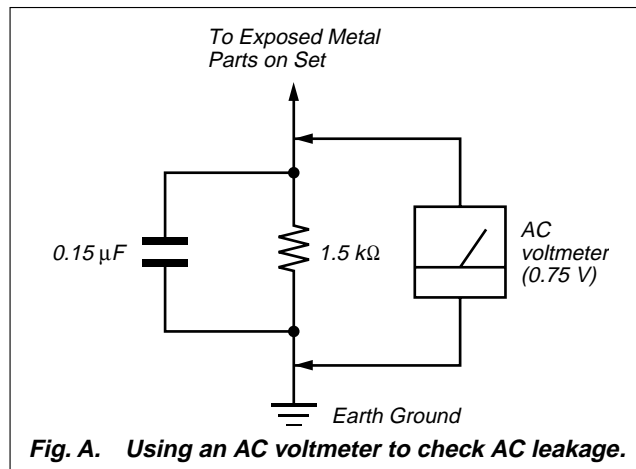 To Exposed Metal
Parts on Set
0.15 μF
1.5 kΩ
AC
voltmeter
(0.75 V)
Earth Ground
Fig. A. Using an AC voltmeter to check AC leakage.